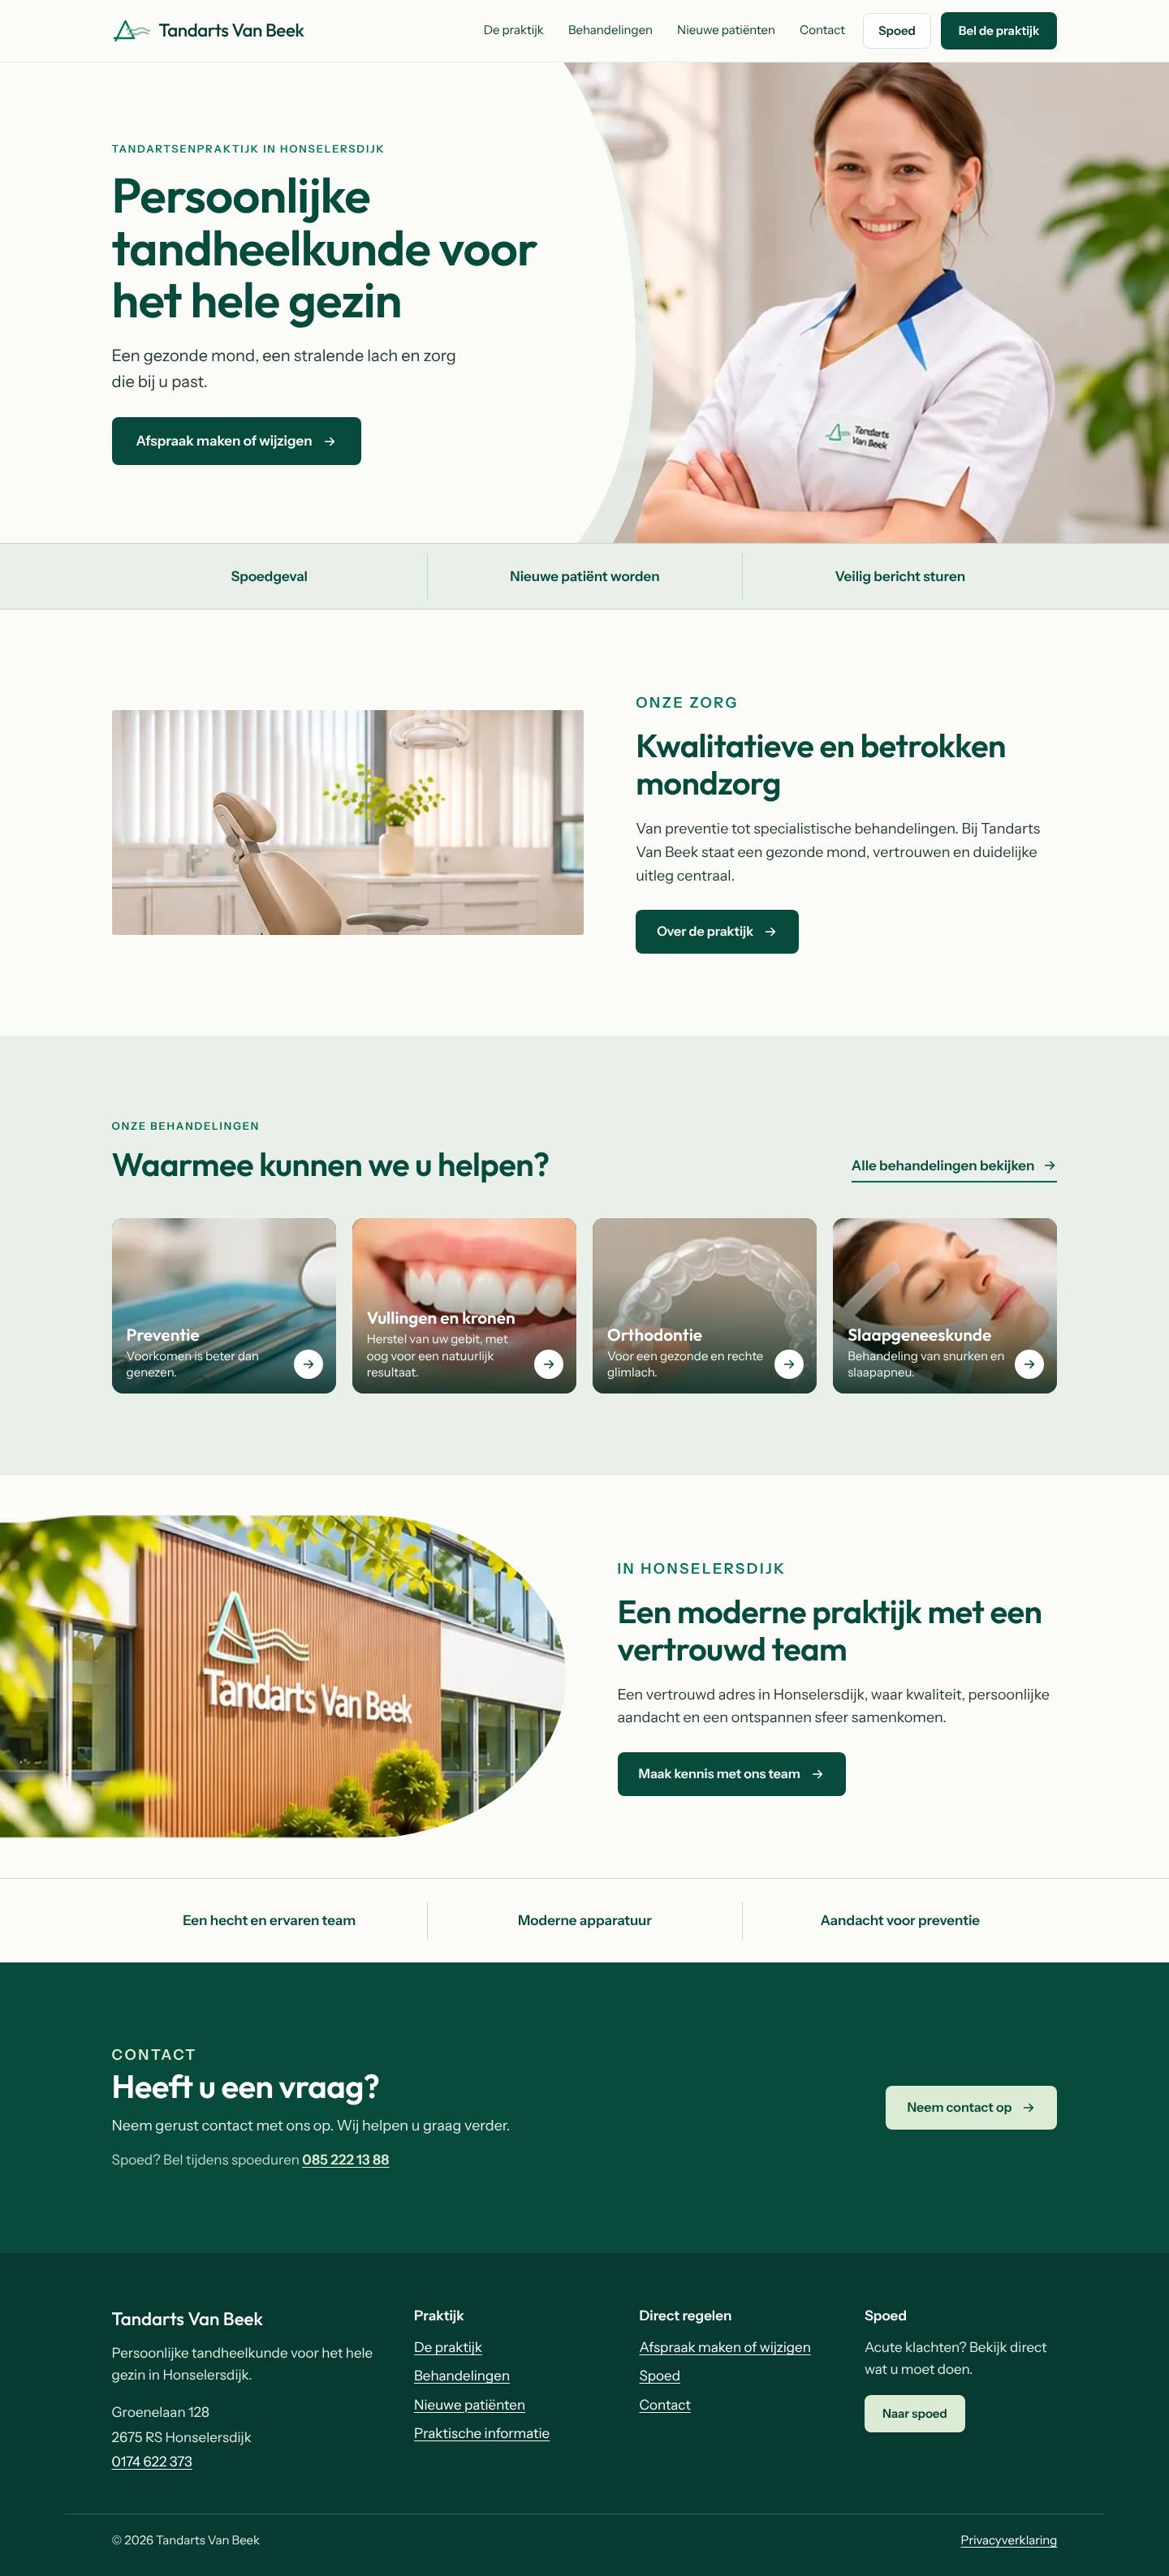 Tandarts Van Beek
De praktijk
Behandelingen
Nieuwe patiënten
Contact
Spoed
Bel de praktijk
TANDARTSENPRAKTIJK IN HONSELERSDIJK
Persoonlijke
tandheelkunde voor
het hele gezin
Een gezonde mond, een stralende lach en zorg
die bij u past.
Afspraak maken of wijzigen
Tandarts
Van Beek
Spoedgeval
Nieuwe patiënt worden
Veilig bericht sturen
ONZE ZORG
Kwalitatieve en betrokken
mondzorg
Van preventie tot specialistische behandelingen. Bij Tandarts
Van Beek staat een gezonde mond, vertrouwen en duidelijke
uitleg centraal.
Over de praktijk
ONZE BEHANDELINGEN
Waarmee kunnen we u helpen?
Alle behandelingen bekijken
Preventie
Voorkomen is beter dan
genezen.
Vullingen en kronen
Herstel van uw gebit, met
oog voor een natuurlijk
resultaat.
Orthodontie
Voor een gezonde en rechte
glimlach.
Slaapgeneeskunde
Behandeling van snurken en
slaapapneu.
Tandarts Van Beek
IN HONSELERSDIJK
Een moderne praktijk met een
vertrouwd team
Een vertrouwd adres in Honselersdijk, waar kwaliteit, persoonlijke
aandacht en een ontspannen sfeer samenkomen.
Maak kennis met ons team
Een hecht en ervaren team
Moderne apparatuur
Aandacht voor preventie
CONTACT
Heeft u een vraag?
Neem gerust contact met ons op. Wij helpen u graag verder.
Spoed? Bel tijdens spoeduren 085 222 13 88
Neem contact op
Tandarts Van Beek
Persoonlijke tandheelkunde voor het hele
gezin in Honselersdijk.
Groenelaan 128
2675 RS Honselersdijk
0174 622 373
Praktijk
De praktijk
Behandelingen
Nieuwe patiënten
Praktische informatie
Direct regelen
Afspraak maken of wijzigen
Spoed
Contact
Spoed
Acute klachten? Bekijk direct
wat u moet doen.
Naar spoed
© 2026 Tandarts Van Beek
Privacyverklaring